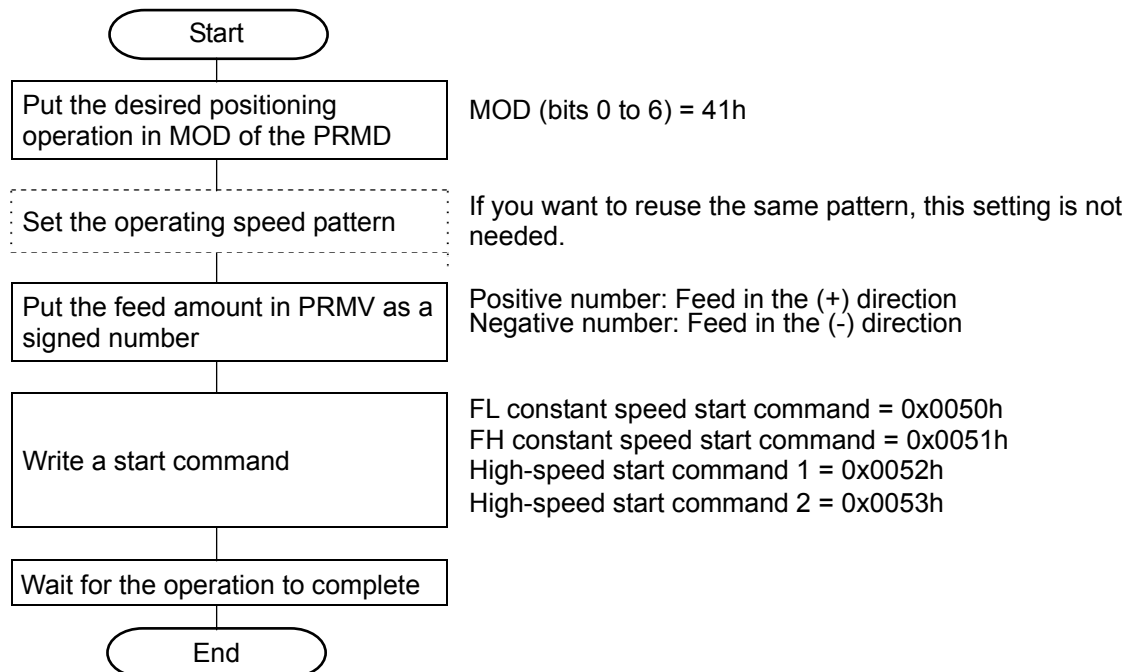 Start
Put the desired positioning
operation in MOD of the PRMD
MOD (bits 0 to 6) = 41h
Set the operating speed pattern
If you want to reuse the same pattern, this setting is not
needed.
Put the feed amount in PRMV as a
signed number
Positive number: Feed in the (+) direction
Negative number: Feed in the (-) direction
Write a start command
FL constant speed start command = 0x0050h
FH constant speed start command = 0x0051h
High-speed start command 1 = 0x0052h
High-speed start command 2 = 0x0053h
Wait for the operation to complete
End